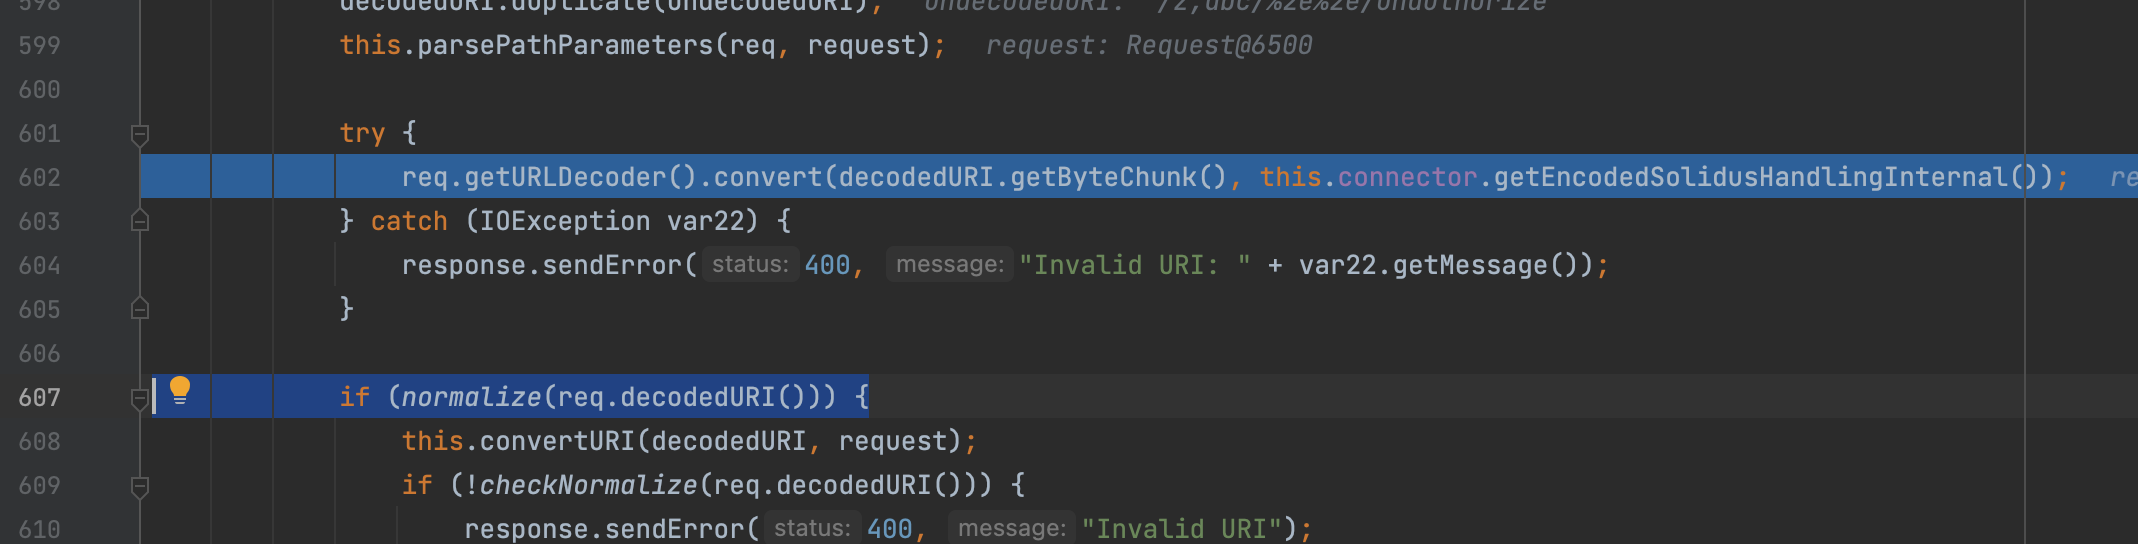 598 decodedURI.duplicate(undecodedURI); undecodedURI: "/z;abc/%2e%2e/unauthorize
599 this.parsePathParameters(req, request); request: Request@6500
600
601 try {
602 req.getURLDecoder().convert(decodedURI.getByteChunk(), this.connector.getEncodedSolidusHandlingInternal()); re
603 } catch (IOException var22) {
604 response.sendError( status: 400, message: "Invalid URI: " + var22.getMessage());
605 }
606
607 if (normalize(req.decodedURI())) {
608 this.convertURI(decodedURI, request);
609 if (!checkNormalize(req.decodedURI())) {
610 response.sendError( status: 400, message: "Invalid URI");